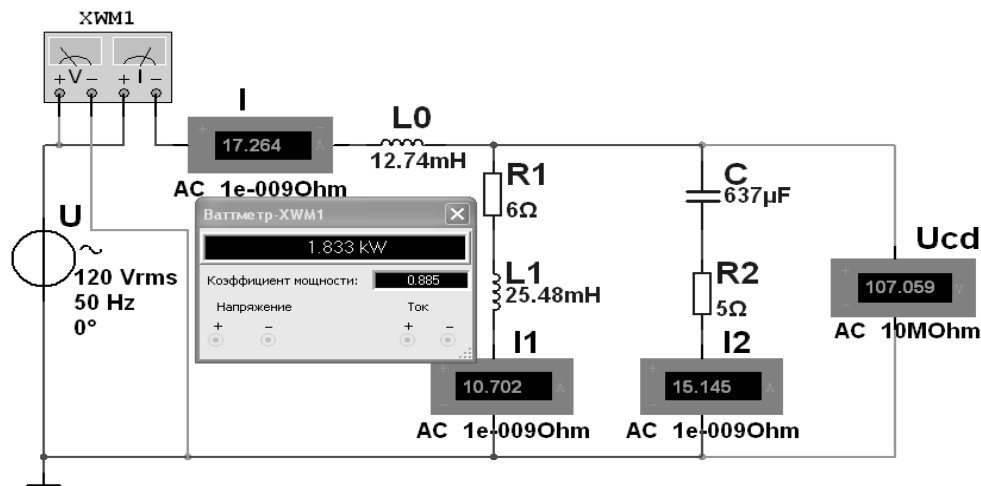 XWM1
V I
+ − + −
I
17.264 A
AC 1e-009Ohm
L0
12.74mH
R1
6Ω
C
637µF
U
120 Vrms
50 Hz
0°
Ваттметр-XWM1
1.833 kW
Коэффициент мощности: 0.885
Напряжение Ток
+ − + −
L1
25.48mH
R2
5Ω
Ucd
107.059 V
AC 10MOhm
I1
10.702 A
AC 1e-009Ohm
I2
15.145 A
AC 1e-009Ohm